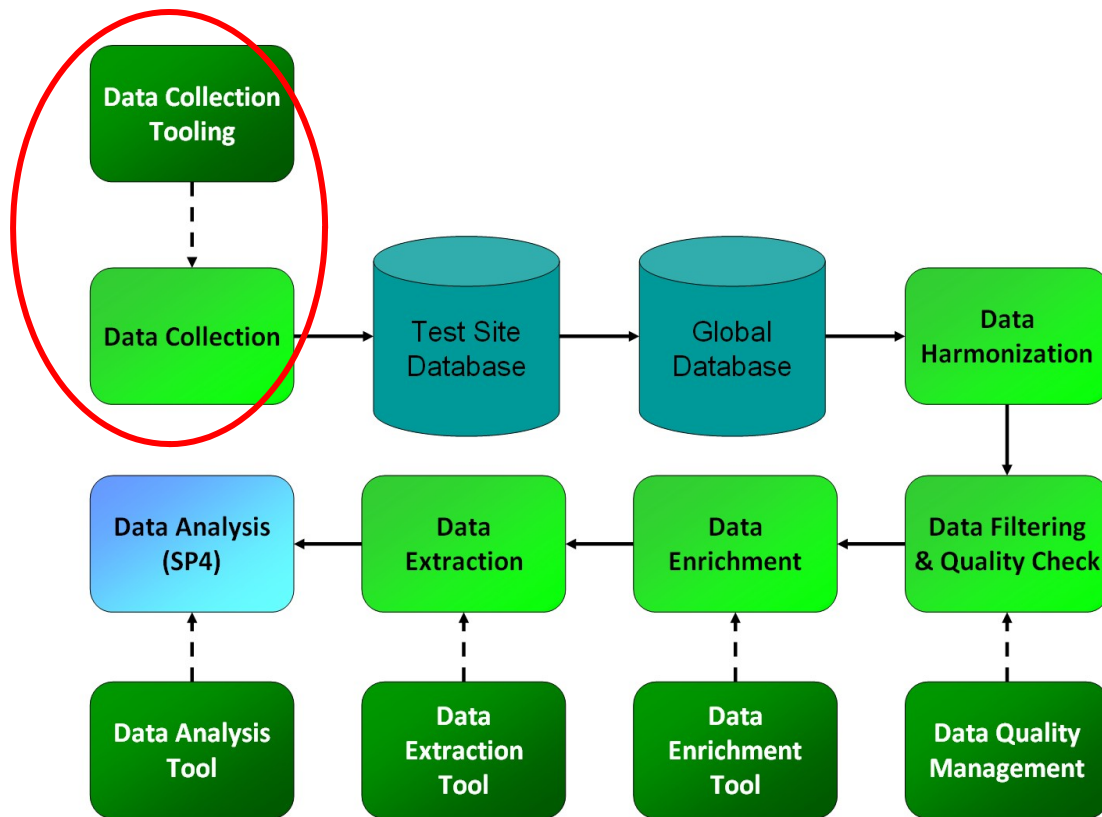 Data Collection
Tooling
Data Collection
Test Site
Database
Global
Database
Data
Harmonization
Data Analysis
(SP4)
Data
Extraction
Data
Enrichment
Data Filtering
& Quality Check
Data Analysis
Tool
Data
Extraction
Tool
Data
Enrichment
Tool
Data Quality
Management